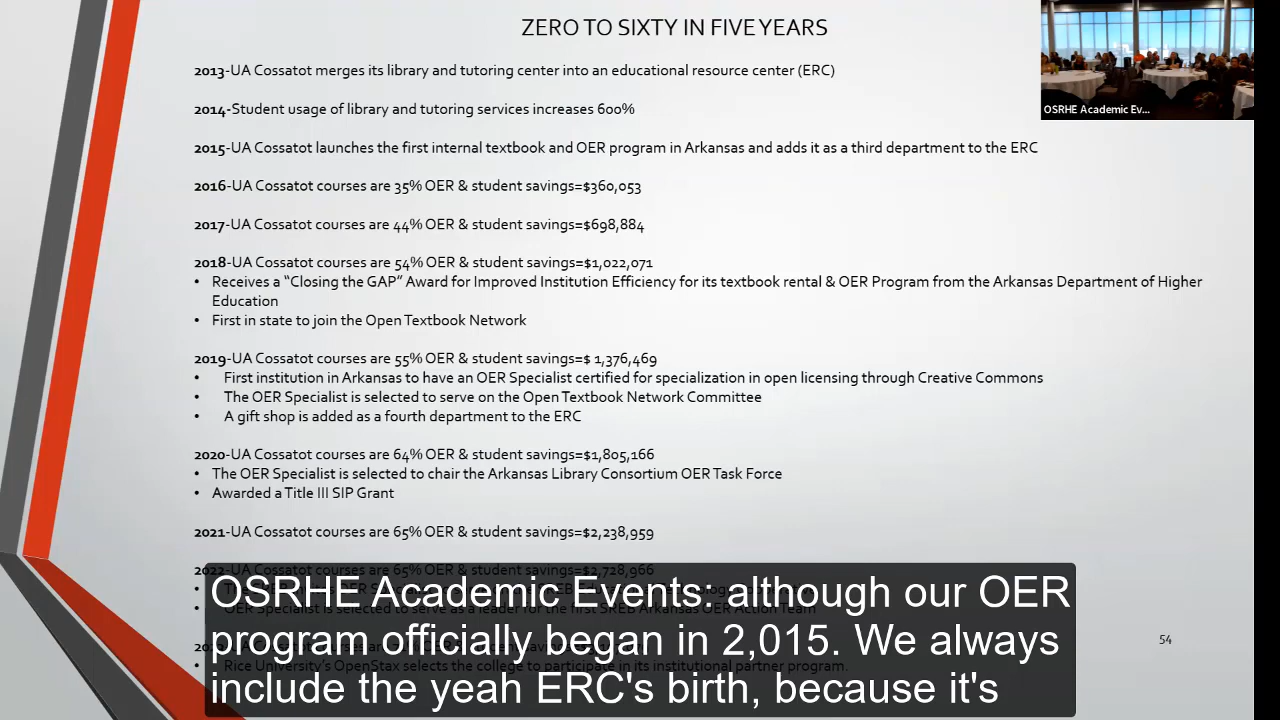 ZERO TO SIXTY IN FIVE YEARS
OSRHE Academic Ev...
2013-UA Cossatot merges its library and tutoring center into an educational resource center (ERC)
2014-Student usage of library and tutoring services increases 600%
2015-UA Cossatot launches the first internal textbook and OER program in Arkansas and adds it as a third department to the ERC
2016-UA Cossatot courses are 35% OER & student savings=$360,053
2017-UA Cossatot courses are 44% OER & student savings=$698,884
2018-UA Cossatot courses are 54% OER & student savings=$1,022,071
• Receives a “Closing the GAP” Award for Improved Institution Efficiency for its textbook rental & OER Program from the Arkansas Department of Higher
Education
• First in state to join the Open Textbook Network
2019-UA Cossatot courses are 55% OER & student savings=$ 1,376,469
• First institution in Arkansas to have an OER Specialist certified for specialization in open licensing through Creative Commons
• The OER Specialist is selected to serve on the Open Textbook Network Committee
• A gift shop is added as a fourth department to the ERC
2020-UA Cossatot courses are 64% OER & student savings=$1,805,166
• The OER Specialist is selected to chair the Arkansas Library Consortium OER Task Force
• Awarded a Title III SIP Grant
2021-UA Cossatot courses are 65% OER & student savings=$2,238,959
2022-UA Cossatot courses are 65% OER & student savings=$2,728,966
OER Specialist is selected to serve as a leader for the first SREB Arkansas OER Action Team
Rice University's OpenStax selects the college to participate in its institutional partner program.
54
OSRHE Academic Events: although our OER
program officially began in 2,015. We always
include the yeah ERC's birth, because it's